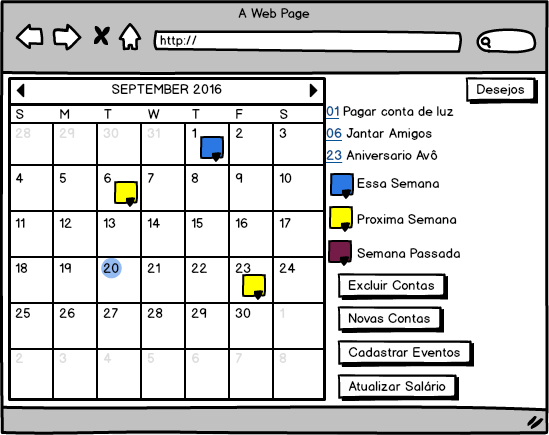 A Web Page
http://
SEPTEMBER 2016
Desejos
S M T W T F S
28 29 30 31 1 2 3
4 5 6 7 8 9 10
11 12 13 14 15 16 17
18 19 20 21 22 23 24
25 26 27 28 29 30 1
2 3 4 5 6 7 8
01 Pagar conta de luz
06 Jantar Amigos
23 Aniversario Avô
Essa Semana
Proxima Semana
Semana Passada
Excluir Contas
Novas Contas
Cadastrar Eventos
Atualizar Salário